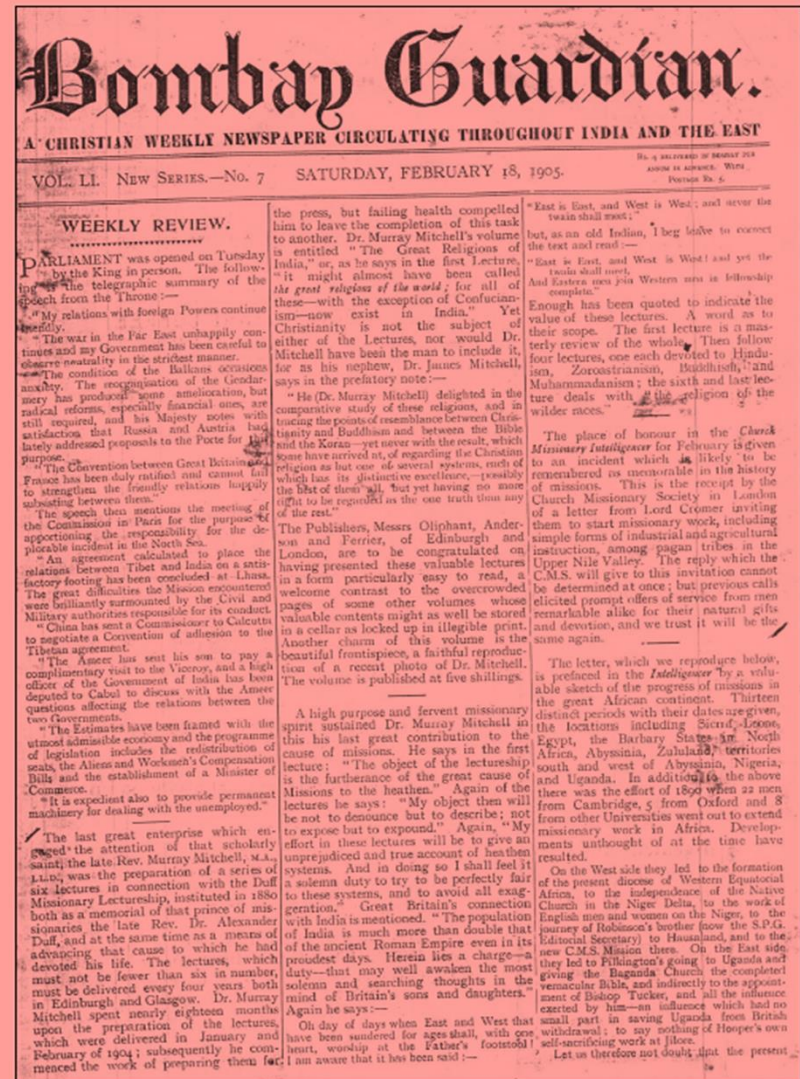 Bombay Guardian.
A CHRISTIAN WEEKLY NEWSPAPER CIRCULATING THROUGHOUT INDIA AND THE EAST
VOL. LI. NEW SERIES.—No. 7 SATURDAY, FEBRUARY 18, 1905.
WEEKLY REVIEW.
PARLIAMENT was opened on Tuesday
by the King in person. The follow-
ing is the telegraphic summary of the
speech from the Throne:—
"My relations with foreign Powers continue
friendly.
"The war in the Far East unhappily con-
tinues and my Government has been careful to
observe neutrality in the strictest manner.
"The condition of the Balkans occasions
anxiety. The reorganisation of the Gendar-
mery has produced some amelioration, but
radical reforms, especially financial ones, are
still required, and his Majesty notes with
satisfaction that Russia and Austria had
lately addressed proposals to the Porte for this
purpose.
"The Convention between Great Britain and
France has been duly ratified and cannot fail
to strengthen the friendly relations happily
subsisting between them."
The speech then mentions the meeting of
the Commission in Paris for the purpose of
apportioning the responsibility for the de-
plorable incident in the North Sea.
"An agreement calculated to place the
relations between Tibet and India on a satis-
factory footing has been concluded at Lhasa.
The great difficulties the Mission encountered
were brilliantly surmounted by the Civil and
Military authorities responsible for its conduct.
"China has sent a Commissioner to Calcutta
to negotiate a Convention of adhesion to the
Tibetan agreement.
"The Ameer has sent his son to pay a
complimentary visit to the Viceroy, and a high
officer of the Government of India has been
deputed to Cabul to discuss with the Ameer
questions affecting the relations between the
two Governments.
"The Estimates have been framed with the
utmost admissible economy and the programme
of legislation includes the redistribution of
seats, the Aliens and Workmen's Compensation
Bills and the establishment of a Minister of
Commerce.
"It is expedient also to provide permanent
machinery for dealing with the unemployed."
The last great enterprise which en-
gaged the attention of that scholarly
saint, the late Rev. Murray Mitchell, M.A.,
LL.D., was the preparation of a series of
six lectures in connection with the Duff
Missionary Lectureship, instituted in 1880
both as a memorial of that prince of mis-
sionaries the late Rev. Dr. Alexander
Duff, and at the same time as a means of
advancing that cause to which he had
devoted his life. The lectures, which
must not be fewer than six in number,
must be delivered every four years both
in Edinburgh and Glasgow. Dr. Murray
Mitchell spent nearly eighteen months
upon the preparation of the lectures,
which were delivered in January and
February of 1904; subsequently he com-
menced the work of preparing them for
the press, but failing health compelled
him to leave the completion of this task
to another. Dr. Murray Mitchell's volume
is entitled "The Great Religions of
India," or, as he says in the first Lecture,
"it might almost have been called
the great religions of the world; for all of
these—with the exception of Confucian-
ism—now exist in India." Yet
Christianity is not the subject of
either of the Lectures, nor would Dr.
Mitchell have been the man to include it,
for as his nephew, Dr. James Mitchell,
says in the prefatory note:—
"He (Dr. Murray Mitchell) delighted in the
comparative study of these religions, and in
tracing the points of resemblance between Chris-
tianity and Buddhism and between the Bible
and the Koran—yet never with the result, which
some have arrived at, of regarding the Christian
religion as but one of several systems, each of
which has its distinctive excellence,—possibly
the best of them all, but yet having no more
right to be regarded as the one truth than any
of the rest."
The Publishers, Messrs Oliphant, Ander-
son and Ferrier, of Edinburgh and
London, are to be congratulated on
having presented these valuable lectures
in a form particularly easy to read, a
welcome contrast to the overcrowded
pages of some other volumes whose
valuable contents might as well be stored
in a cellar as locked up in illegible print.
Another charm of this volume is the
beautiful frontispiece, a faithful reproduc-
tion of a recent photo of Dr. Mitchell.
The volume is published at five shillings.
A high purpose and fervent missionary
spirit sustained Dr. Murray Mitchell in
this his last great contribution to the
cause of missions. He says in the first
lecture: "The object of the lectureship
is the furtherance of the great cause of
Missions to the heathen." Again of the
lectures he says: "My object then will
be not to denounce but to describe; not
to expose but to expound." Again, "My
effort in these lectures will be to give an
unprejudiced and true account of heathen
systems. And in doing so I shall feel it
a solemn duty to try to be perfectly fair
to these systems, and to avoid all exag-
geration." Great Britain's connection
with India is mentioned. "The population
of India is much more than double that
of the ancient Roman Empire even in its
proudest days. Herein lies a charge—a
duty—that may well awaken the most
solemn and searching thoughts in the
mind of Britain's sons and daughters."
Again he says:—
Oh day of days when East and West that
have been sundered for ages shall, with one
heart, worship at the Father's footstool!
I am aware that it has been said:—
"East is East, and West is West; and never the
twain shall meet;"
but, as an old Indian, I beg leave to correct
the text and read:—
"East is East, and West is West! and yet the
twain shall meet,
And Eastern men join Western men in fellowship
complete."
Enough has been quoted to indicate the
value of these lectures. A word as to
their scope. The first lecture is a mas-
terly review of the whole. Then follow
four lectures, one each devoted to Hindu-
ism, Zoroastrianism, Buddhism, and
Muhammadanism; the sixth and last lec-
ture deals with "the religion of the
wilder races."
The place of honour in the Church
Missionary Intelligencer for February is given
to an incident which is likely to be
remembered as memorable in the history
of missions. This is the receipt by the
Church Missionary Society in London
of a letter from Lord Cromer inviting
them to start missionary work, including
simple forms of industrial and agricultural
instruction, among pagan tribes in the
Upper Nile Valley. The reply which the
C.M.S. will give to this invitation cannot
be determined at once; but previous calls
elicited prompt offers of service from men
remarkable alike for their natural gifts
and devotion, and we trust it will be the
same again.
The letter, which we reproduce below,
is prefaced in the Intelligencer by a valu-
able sketch of the progress of missions in
the great African continent. Thirteen
distinct periods with their dates are given,
the locations including Sierra Leone,
Egypt, the Barbary States in North
Africa, Abyssinia, Zululand, territories
south and west of Abyssinia, Nigeria,
and Uganda. In addition to the above
there was the effort of 1890 when 22 men
from Cambridge, 5 from Oxford and 8
from other Universities went out to extend
missionary work in Africa. Develop-
ments unthought of at the time have
resulted.
On the West side they led to the formation
of the present diocese of Western Equatorial
Africa, to the independence of the Native
Church in the Niger Delta, to the work of
English men and women on the Niger, to the
journey of Robinson's brother (now the S.P.G.
Editorial Secretary) to Hausaland, and to the
new C.M.S. Mission there. On the East side,
they led to Pilkington's going to Uganda and
giving the Baganda Church the completed
vernacular Bible, and indirectly to the appoint-
ment of Bishop Tucker, and all the influence
exerted by him—an influence which had no
small part in saving Uganda from British
withdrawal; to say nothing of Hooper's own
self-sacrificing work at Jilore.
Let us therefore not doubt that the present